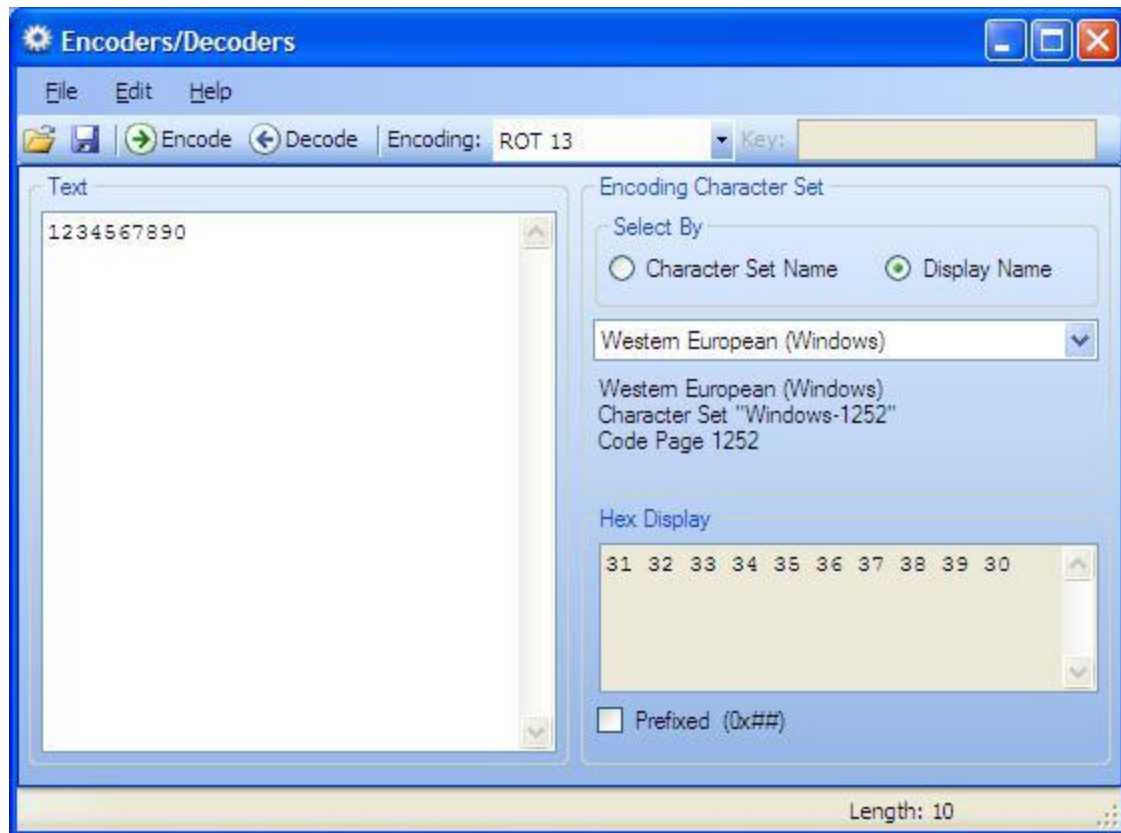 Encoders/Decoders
File Edit Help
Encode Decode Encoding: ROT 13 Key:
Text
1234567890
Encoding Character Set
Select By
Character Set Name Display Name
Western European (Windows)
Western European (Windows)
Character Set "Windows-1252"
Code Page 1252
Hex Display
31 32 33 34 35 36 37 38 39 30
Prefixed (0x##)
Length: 10